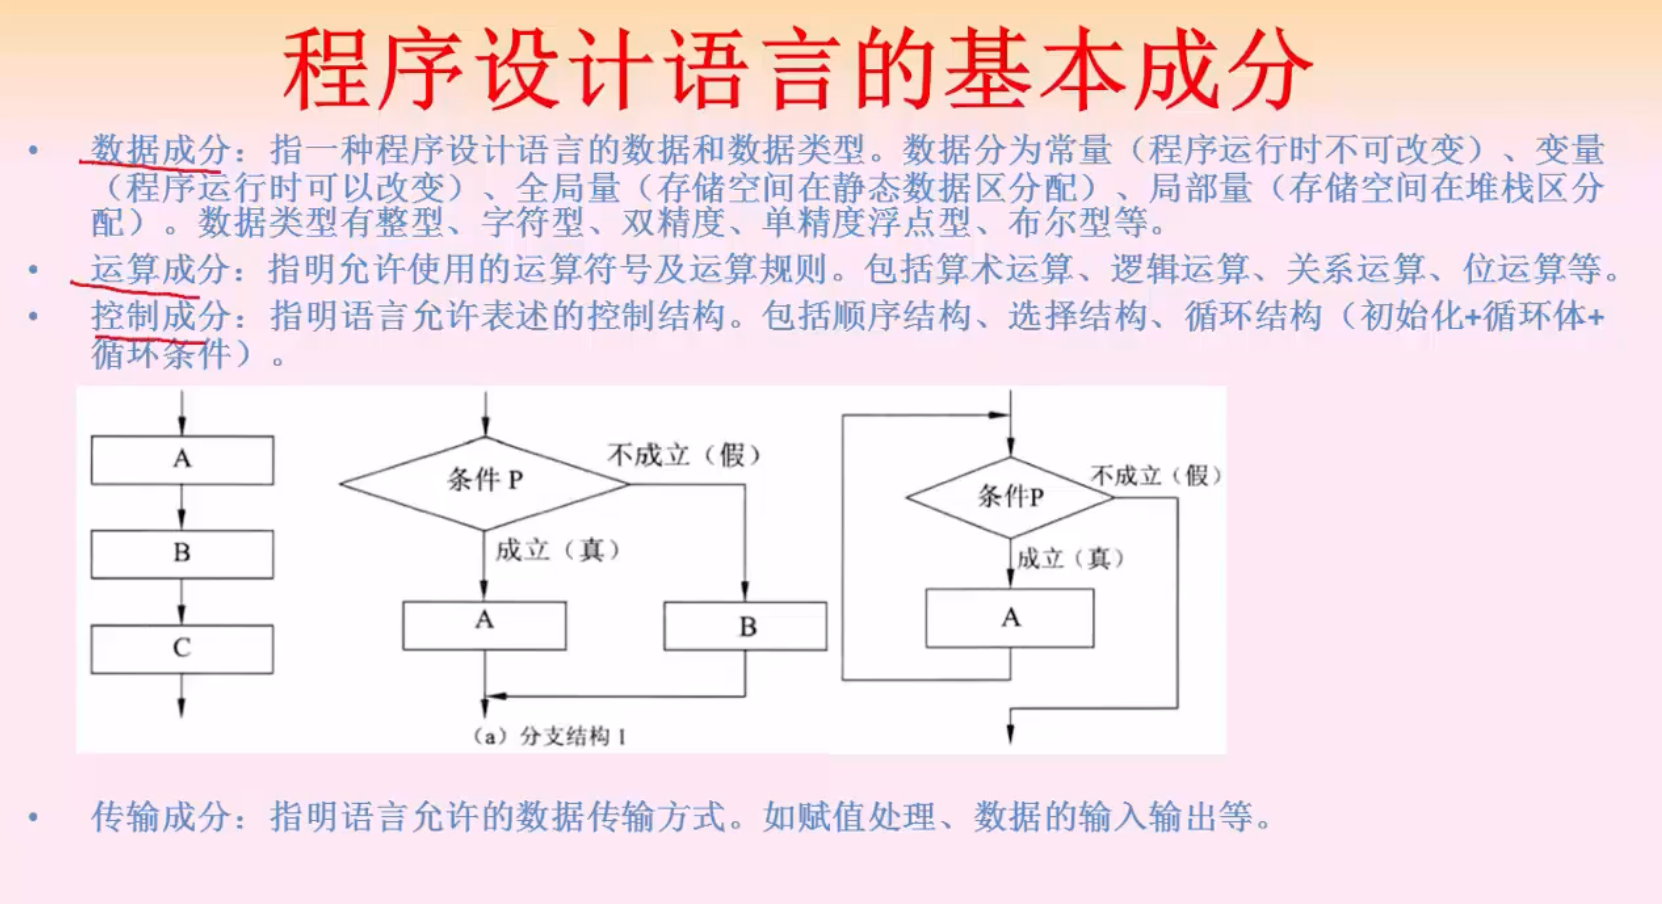 程序设计语言的基本成分
• 数据成分：指一种程序设计语言的数据和数据类型。数据分为常量（程序运行时不可改变）、变量
（程序运行时可以改变）、全局量（存储空间在静态数据区分配）、局部量（存储空间在堆栈区分
配）。数据类型有整型、字符型、双精度、单精度浮点型、布尔型等。
• 运算成分：指明允许使用的运算符号及运算规则。包括算术运算、逻辑运算、关系运算、位运算等。
• 控制成分：指明语言允许表述的控制结构。包括顺序结构、选择结构、循环结构（初始化+循环体+
循环条件）。
A
B
C
条件 P
不成立（假）
成立（真）
A
B
（a）分支结构 1
条件P
不成立（假）
成立（真）
A
• 传输成分：指明语言允许的数据传输方式。如赋值处理、数据的输入输出等。